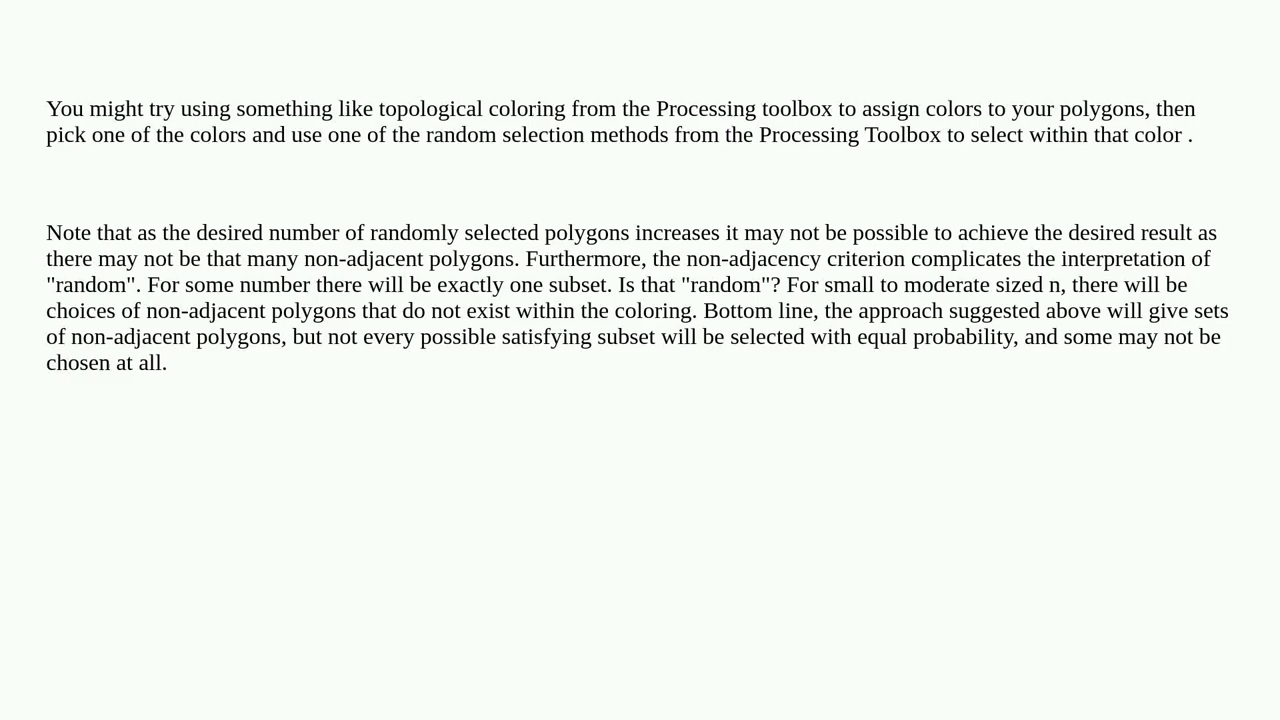 You might try using something like topological coloring from the Processing toolbox to assign colors to your polygons, then
pick one of the colors and use one of the random selection methods from the Processing Toolbox to select within that color .
Note that as the desired number of randomly selected polygons increases it may not be possible to achieve the desired result as
there may not be that many non-adjacent polygons. Furthermore, the non-adjacency criterion complicates the interpretation of
"random". For some number there will be exactly one subset. Is that "random"? For small to moderate sized n, there will be
choices of non-adjacent polygons that do not exist within the coloring. Bottom line, the approach suggested above will give sets
of non-adjacent polygons, but not every possible satisfying subset will be selected with equal probability, and some may not be
chosen at all.